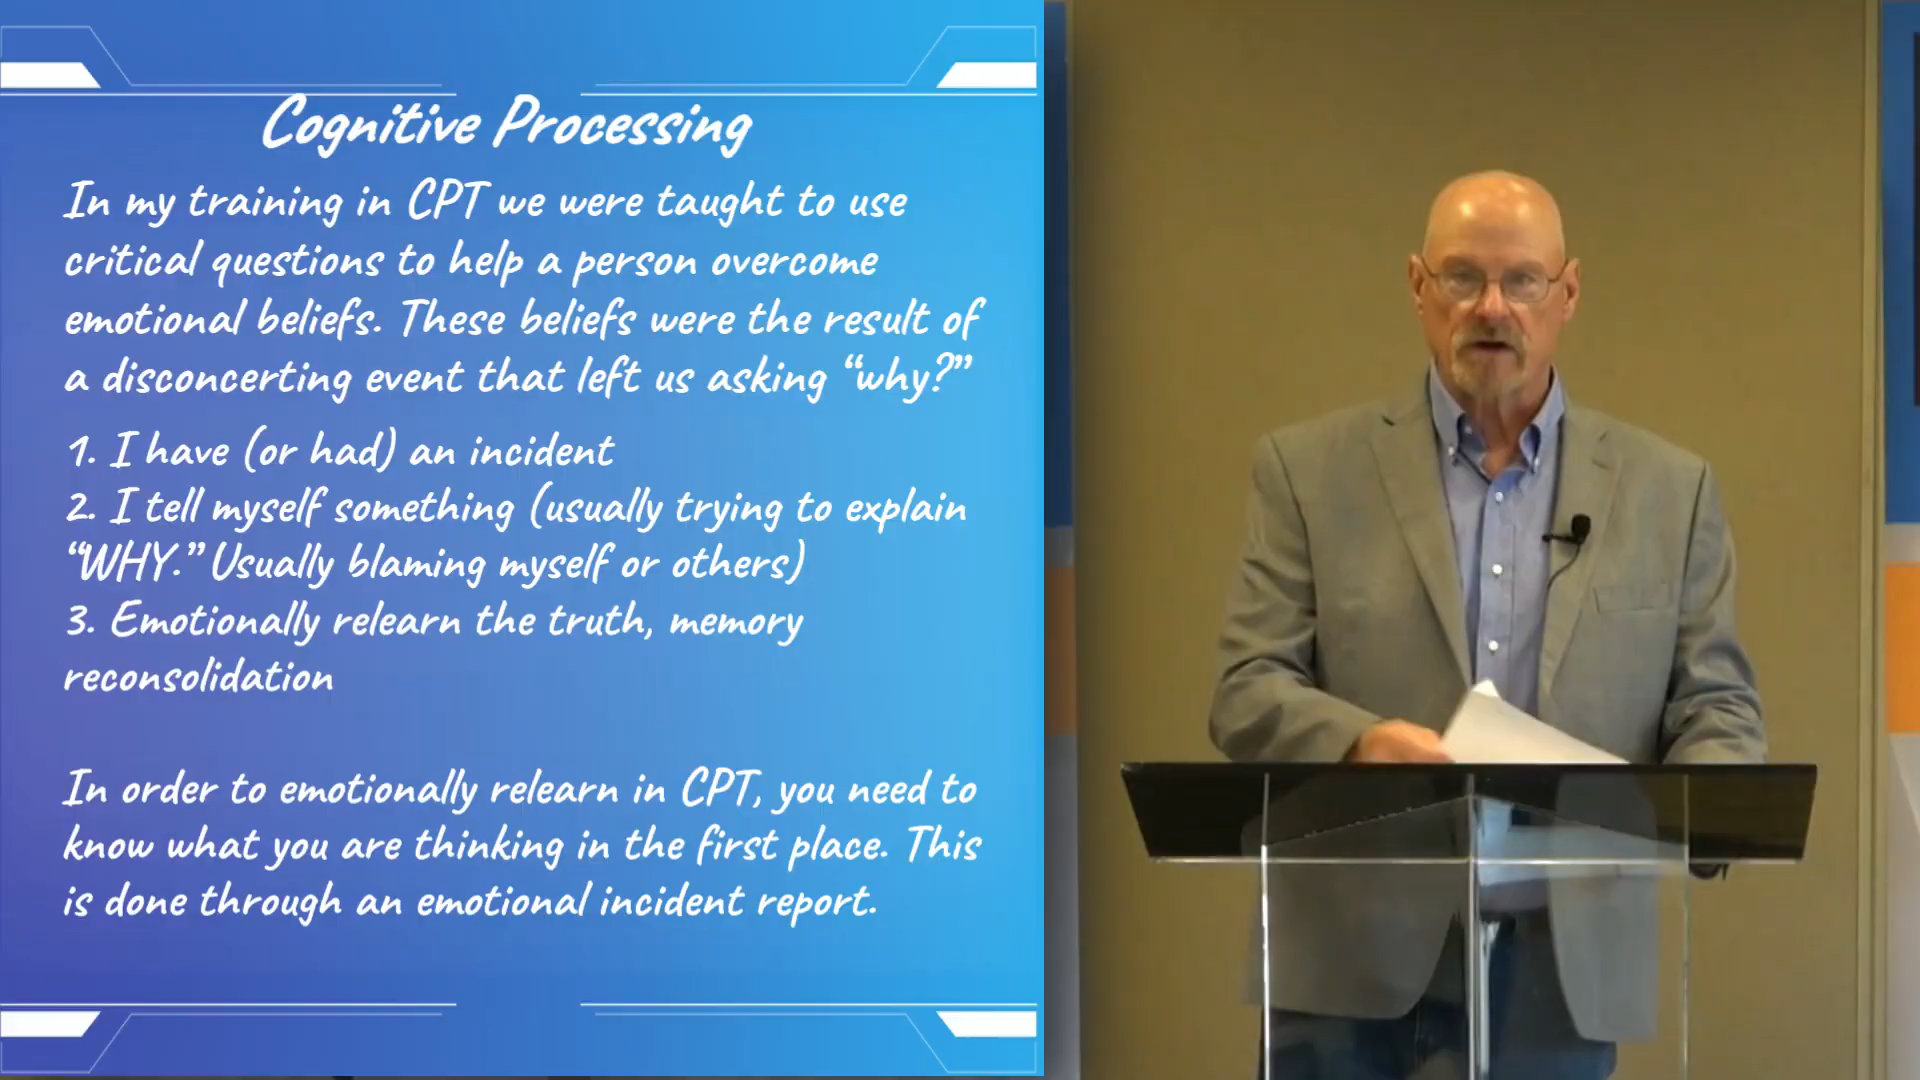 Cognitive Processing
In my training in CPT we were taught to use
critical questions to help a person overcome
emotional beliefs. These beliefs were the result of
a disconcerting event that left us asking “why?”
1. I have (or had) an incident
2. I tell myself something (usually trying to explain
“WHY.” Usually blaming myself or others)
3. Emotionally relearn the truth, memory
reconsolidation
In order to emotionally relearn in CPT, you need to
know what you are thinking in the first place. This
is done through an emotional incident report.